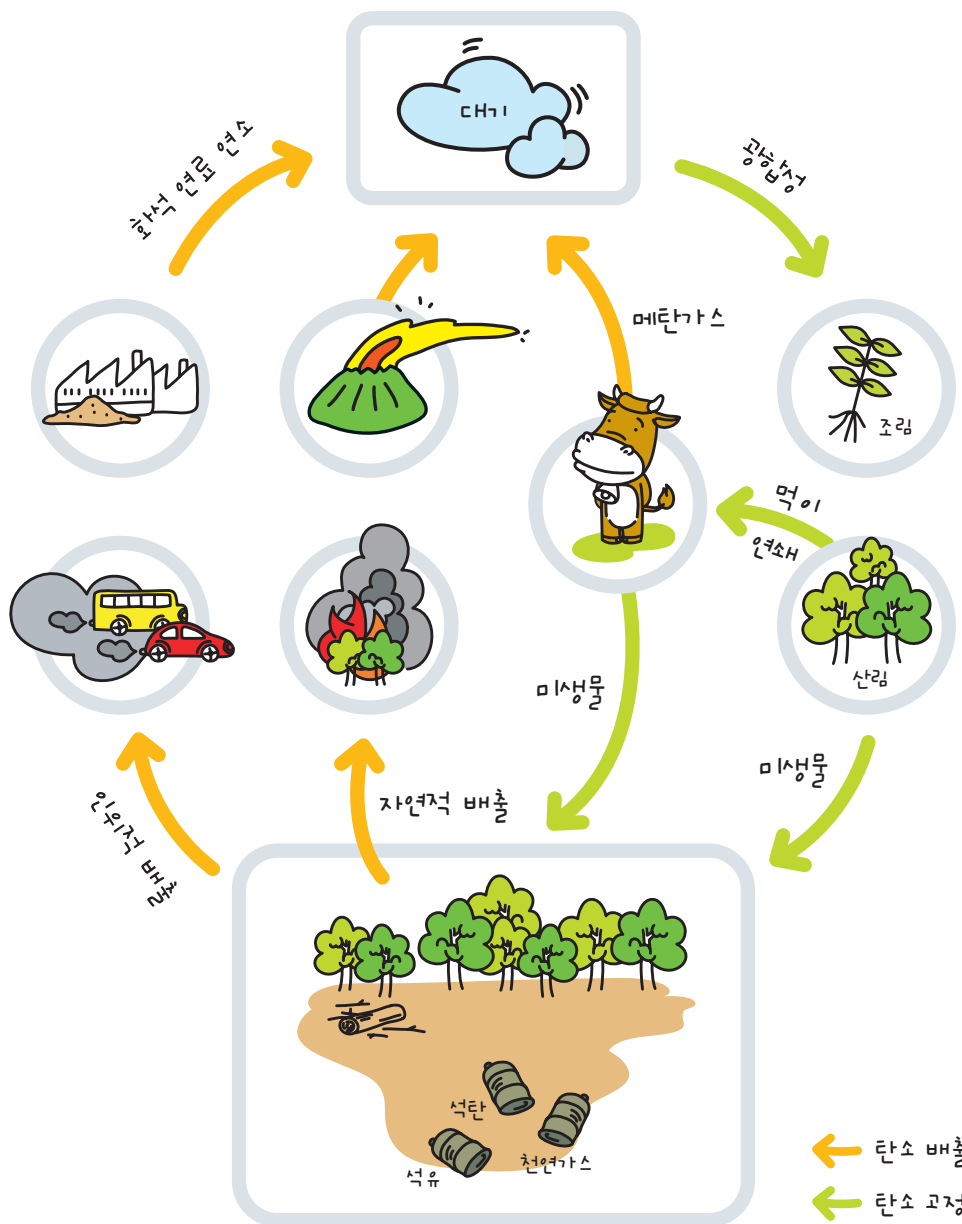 대기
화석 연료 연소
광합성
메탄가스
조림
먹이
연쇄
산림
미생물
미생물
자연적 배출
인위적 배출
석탄
석유
천연가스
탄소 배출
탄소 고정